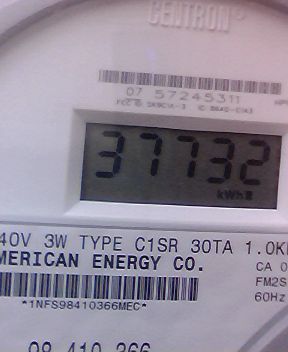 CENTRON®
07 57245311
37732
kWh
40V 3W TYPE C1SR 30TA 1.0K
MERICAN ENERGY CO.
CA 0
FM2S
60Hz
*1NFS98410366MEC*
98 410 366